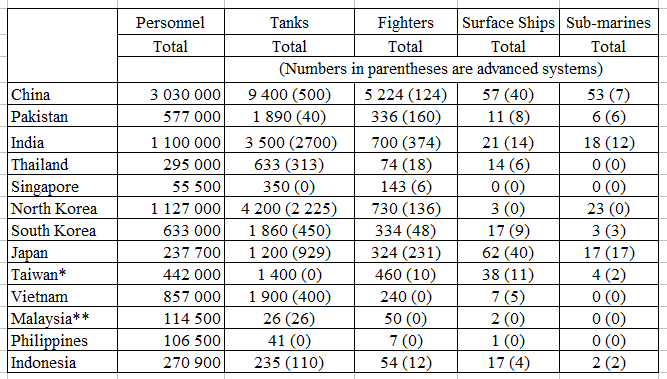 Personnel Tanks Fighters Surface Ships Sub-marines
Total Total Total Total Total
(Numbers in parentheses are advanced systems)
China 3 030 000 9 400 (500) 5 224 (124) 57 (40) 53 (7)
Pakistan 577 000 1 890 (40) 336 (160) 11 (8) 6 (6)
India 1 100 000 3 500 (2700) 700 (374) 21 (14) 18 (12)
Thailand 295 000 633 (313) 74 (18) 14 (6) 0 (0)
Singapore 55 500 350 (0) 143 (6) 0 (0) 0 (0)
North Korea 1 127 000 4 200 (2 225) 730 (136) 3 (0) 23 (0)
South Korea 633 000 1 860 (450) 334 (48) 17 (9) 3 (3)
Japan 237 700 1 200 (929) 324 (231) 62 (40) 17 (17)
Taiwan* 442 000 1 400 (0) 460 (10) 38 (11) 4 (2)
Vietnam 857 000 1 900 (400) 240 (0) 7 (5) 0 (0)
Malaysia** 114 500 26 (26) 50 (0) 2 (0) 0 (0)
Philippines 106 500 41 (0) 7 (0) 1 (0) 0 (0)
Indonesia 270 900 235 (110) 54 (12) 17 (4) 2 (2)